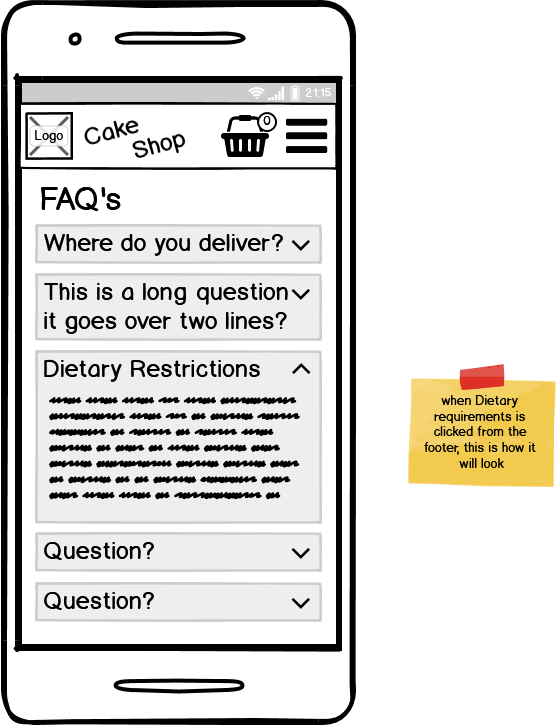 21:15
Logo
Cake
Shop
0
FAQ's
Where do you deliver?
This is a long question
it goes over two lines?
Dietary Restrictions
Question?
Question?
when Dietary
requirements is
clicked from the
footer, this is how it
will look